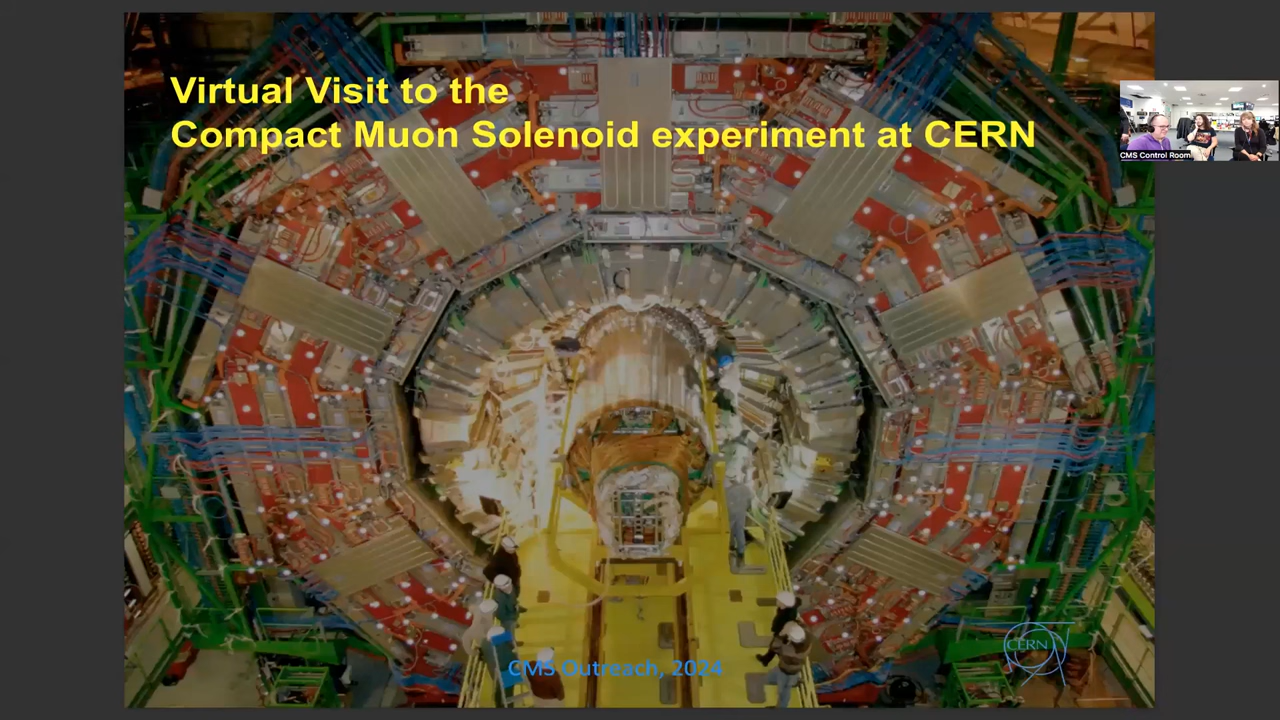 Virtual Visit to the
Compact Muon Solenoid experiment at CERN
CMS Control Room
CMS Outreach, 2024
CERN